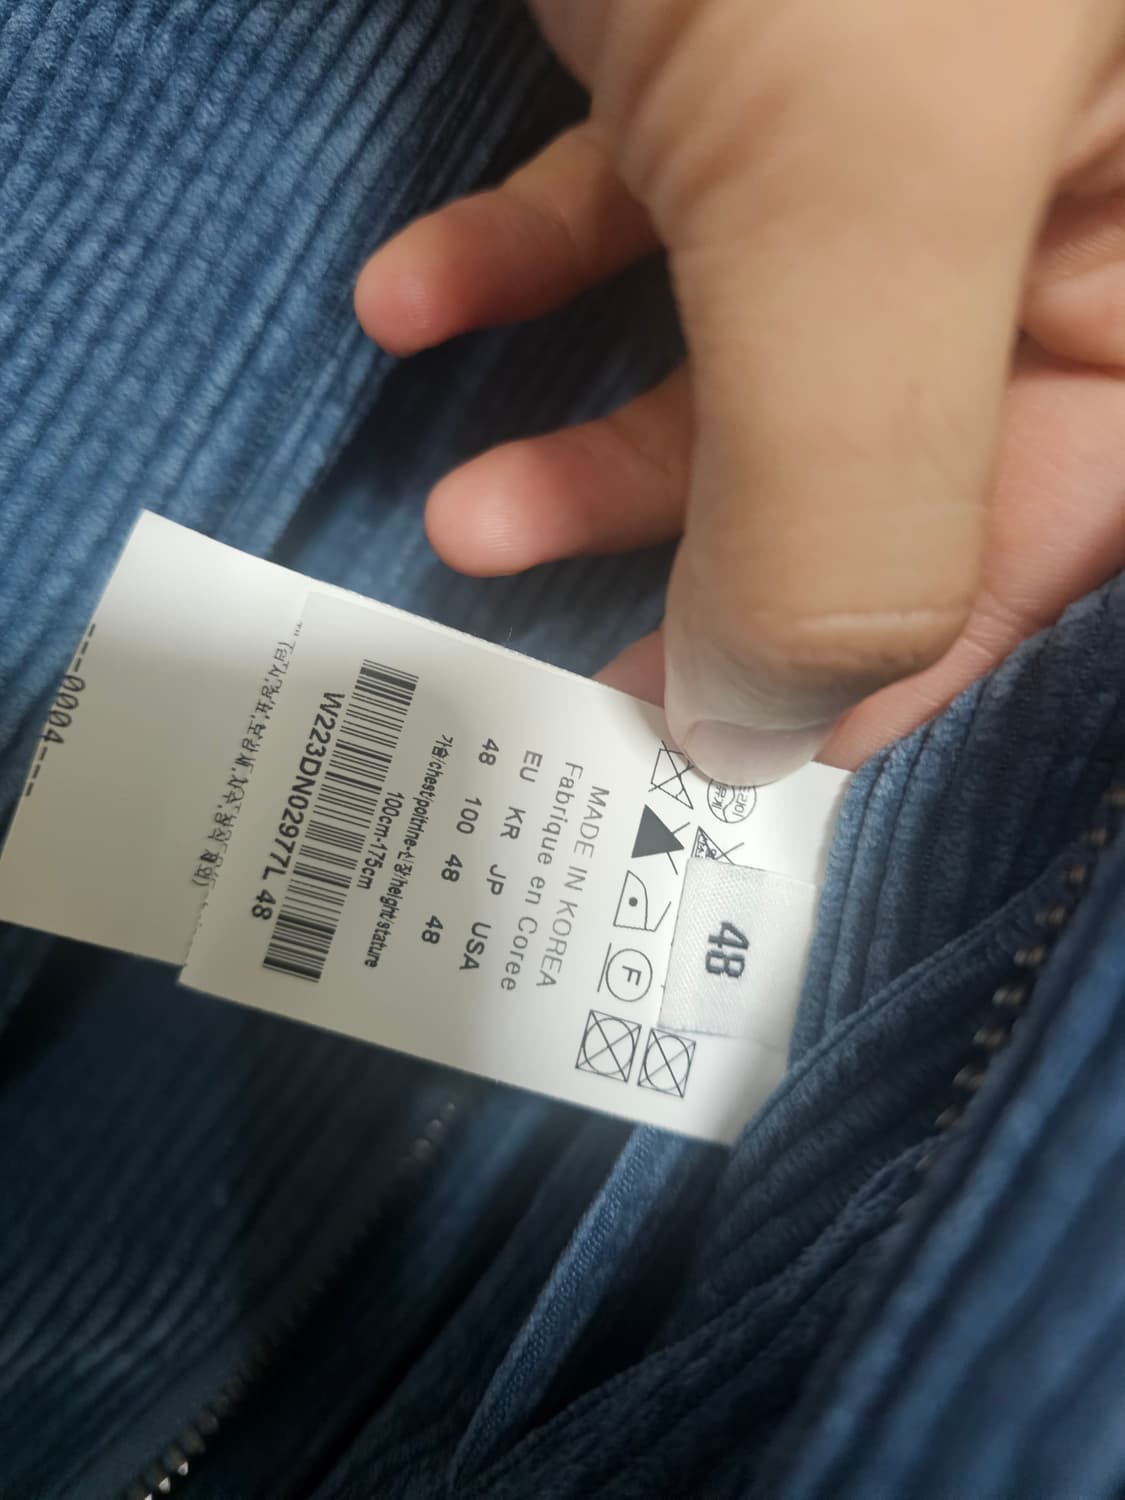 48
F
MADE IN KOREA
Fabrique en Coree
EU KR JP USA
48 100 48 48
가슴/chest/poitrine-신장/height/stature
100cm-175cm
W223DN02977L 48
---0004---